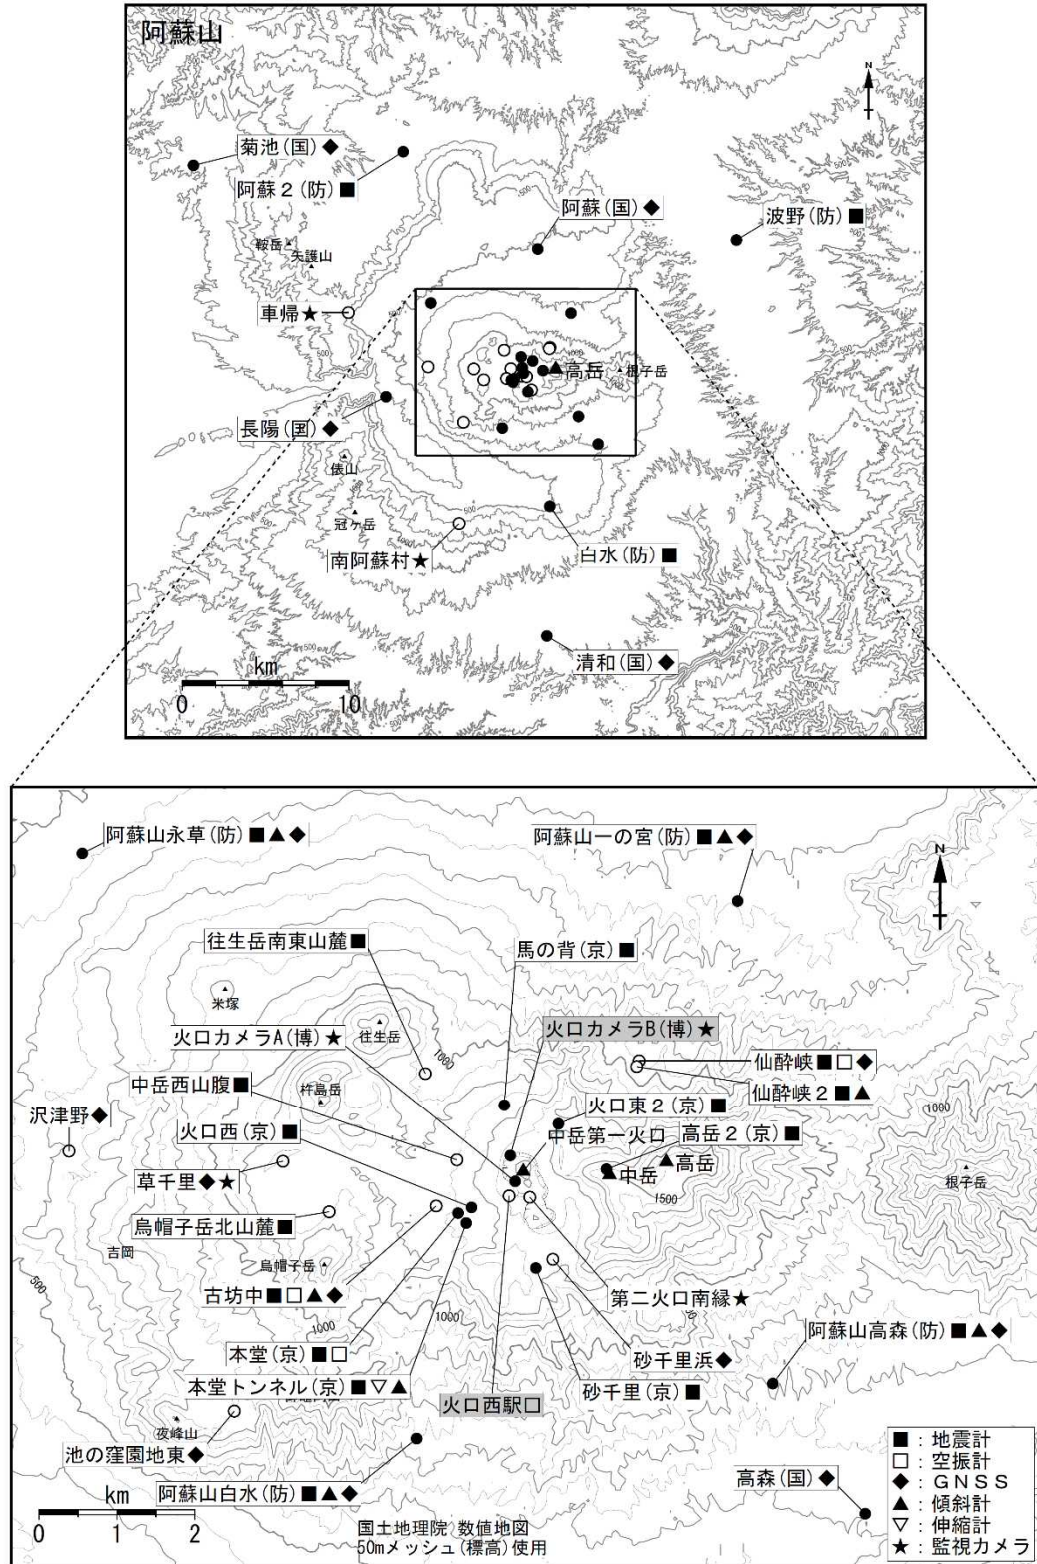 阿蘇山
N
菊池(国)◆
阿蘇2(防)■
阿蘇(国)◆
波野(防)■
鞍岳
矢護山
車帰★
500
500
500
500
1000
高岳
根子岳
長陽(国)◆
俵山
冠ヶ岳
500
1000
南阿蘇村★
白水(防)■
清和(国)◆
km
0 10
阿蘇山永草(防)■▲◆
阿蘇山一の宮(防)■▲◆
N
往生岳南東山麓■
馬の背(京)■
米塚
火口カメラA(博)★
往生岳
火口カメラB(博)★
1000
仙酔峡■□◆
中岳西山腹■
杵島岳
仙酔峡2■▲
沢津野◆
火口東2(京)■
1000
火口西(京)■
中岳第一火口
高岳2(京)■
草千里◆★
中岳
高岳
根子岳
1500
烏帽子岳北山麓■
吉岡
烏帽子岳
500
古坊中■□▲◆
第二火口南縁★
1000
1000
阿蘇山高森(防)■▲◆
本堂(京)■□
砂千里浜◆
本堂トンネル(京)■▽▲
火口西駅□
砂千里(京)■
夜峰山
池の窪園地東◆
阿蘇山白水(防)■▲◆
高森(国)◆
km
0 1 2
国土地理院 数値地図
50mメッシュ(標高)使用
■:地震計
□:空振計
◆:GNSS
▲:傾斜計
▽:伸縮計
★:監視カメラ